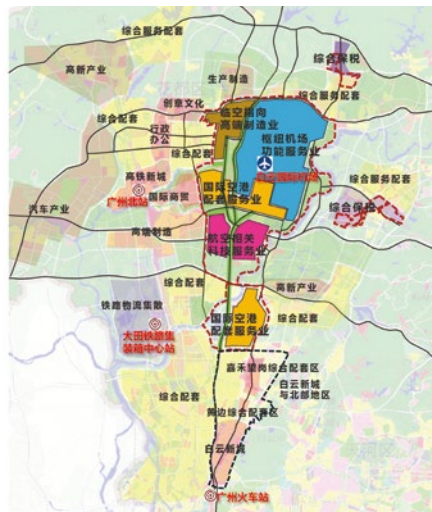 综合服务配套
综合保税
高新产业
生产制造
综合服务配套
创意文化
综合配套
临空指向
高端制造业
行政
办公
枢纽机场
功能服务业
综合配套
白云国际机场
高铁新城
综合服务配套
国际空港
配套服务业
国际商贸
广州北站
汽车产业
综合保税
高端制造
航空相关
科技服务业
综合配套
高新产业
铁路物流集散
国际空港
配套服务业
综合配套
大田铁路集
装箱中心站
嘉禾望岗综合配套区
白云新城
与北部地区
综合配套
周边综合配套区
白云新城
广州火车站